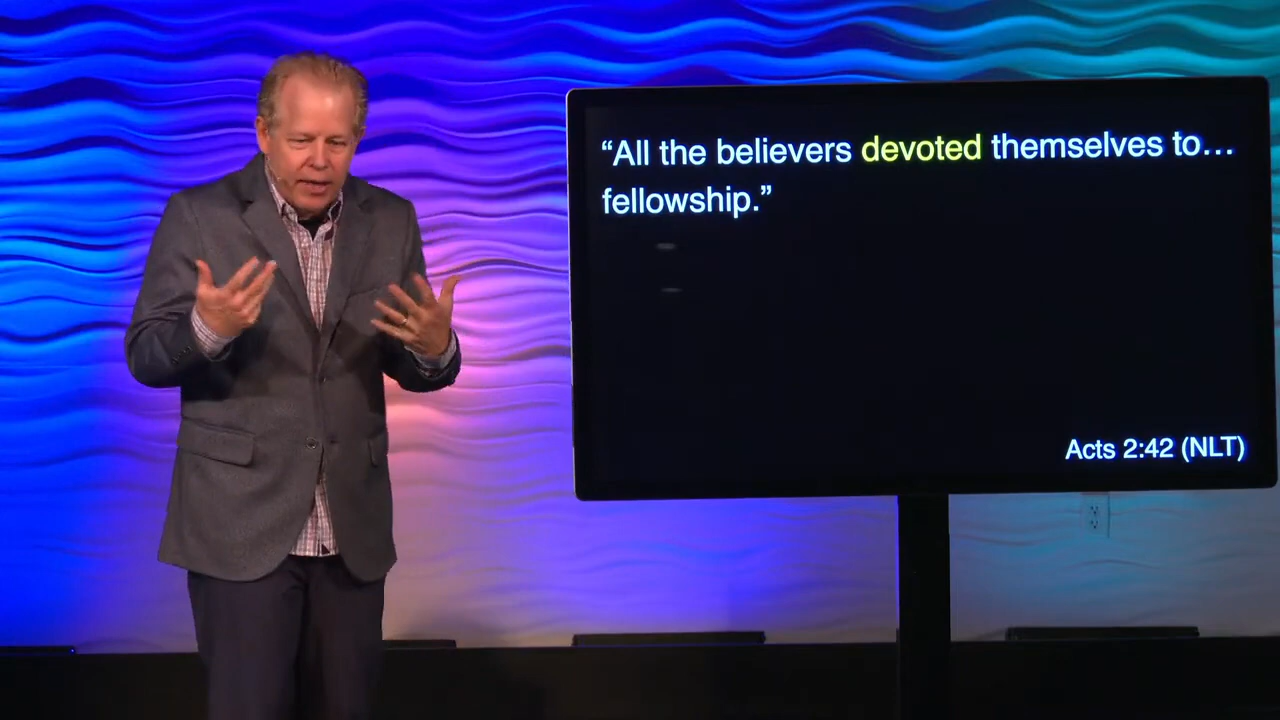 “All the believers devoted themselves to…
fellowship.”
Acts 2:42 (NLT)